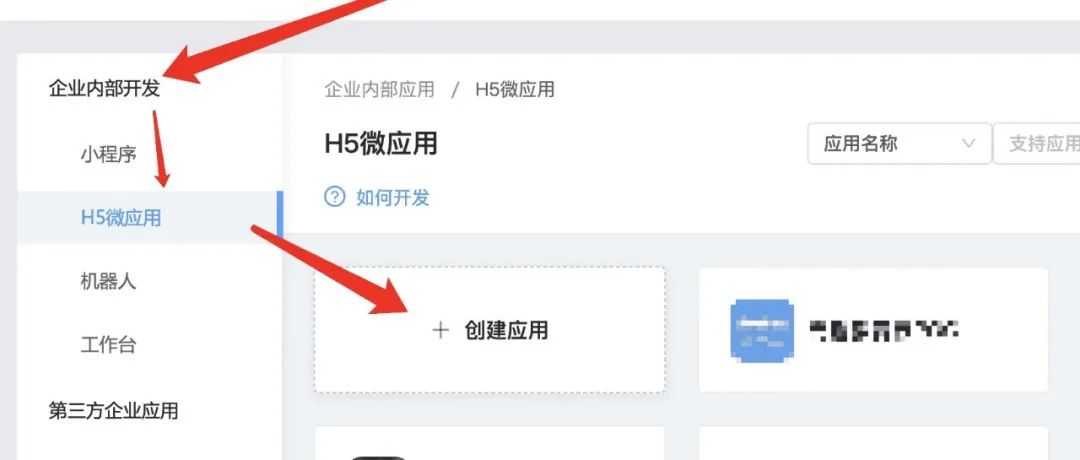 企业内部开发
小程序
H5微应用
机器人
工作台
第三方企业应用
企业内部应用 / H5微应用
H5微应用
应用名称
支持应用
如何开发
+ 创建应用